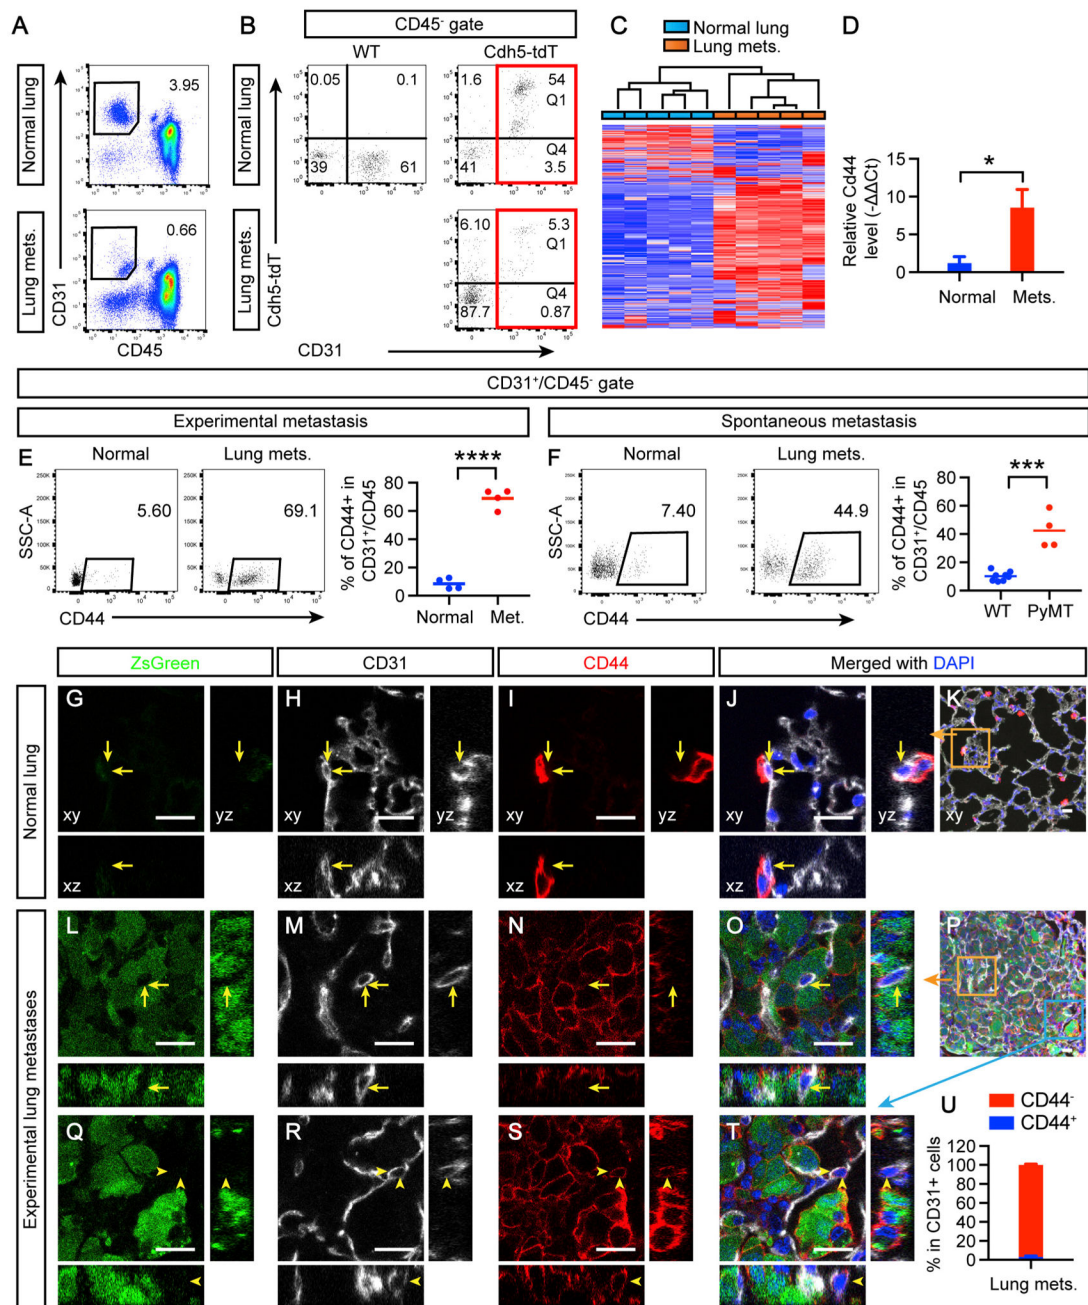 A
B
CD45⁻ gate
WT
Cdh5-tdT
C
Normal lung
Lung mets.
D
Normal lung
3.95
0.05
0.1
39
61
1.6
54
Q1
Q4
41
3.5
Lung mets.
0.66
6.10
5.3
Q1
Q4
87.7
0.87
CD31
CD45
Cdh5-tdT
CD31
Normal lung
Lung mets.
Relative Cd44
level (-ΔΔCt)
15
10
5
0
*
Normal
Mets.
CD31⁺/CD45⁻ gate
Experimental metastasis
Spontaneous metastasis
E
Normal
Lung mets.
5.60
69.1
SSC-A
CD44
% of CD44+ in
CD31⁺/CD45
80
60
40
20
0
****
Normal
Met.
F
Normal
Lung mets.
7.40
44.9
SSC-A
CD44
% of CD44+ in
CD31⁺/CD45
80
60
40
20
0
***
WT
PyMT
ZsGreen
CD31
CD44
Merged with DAPI
Normal lung
G
xy
yz
xz
H
xy
yz
xz
I
xy
yz
xz
J
xy
yz
xz
K
xy
Experimental lung metastases
L
M
N
O
P
Q
R
S
T
U
CD44⁻
CD44⁺
% in CD31+ cells
120
100
80
60
40
20
0
Lung mets.